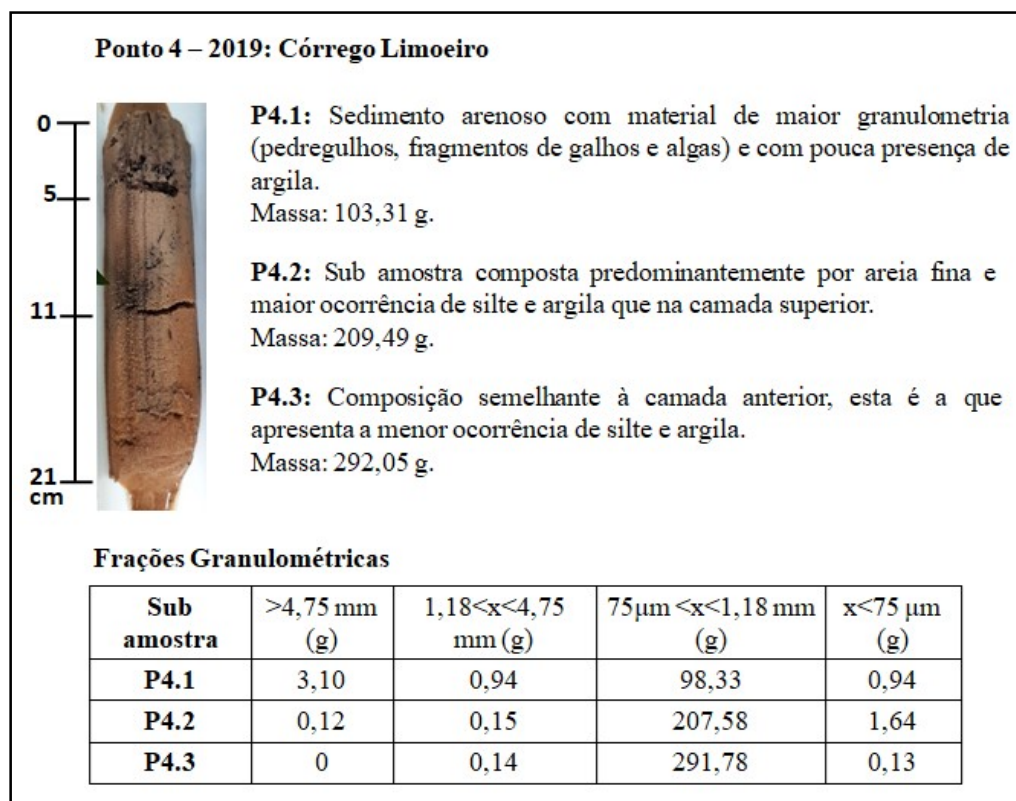 Ponto 4 – 2019: Córrego Limoeiro
0
5
11
21
cm
P4.1: Sedimento arenoso com material de maior granulometria
(pedregulhos, fragmentos de galhos e algas) e com pouca presença de
argila.
Massa: 103,31 g.
P4.2: Sub amostra composta predominantemente por areia fina e
maior ocorrência de silte e argila que na camada superior.
Massa: 209,49 g.
P4.3: Composição semelhante à camada anterior, esta é a que
apresenta a menor ocorrência de silte e argila.
Massa: 292,05 g.
Frações Granulométricas
Sub amostra >4,75 mm (g) 1,18<x<4,75 mm (g) 75μm <x<1,18 mm (g) x<75 μm (g)
P4.1 3,10 0,94 98,33 0,94
P4.2 0,12 0,15 207,58 1,64
P4.3 0 0,14 291,78 0,13